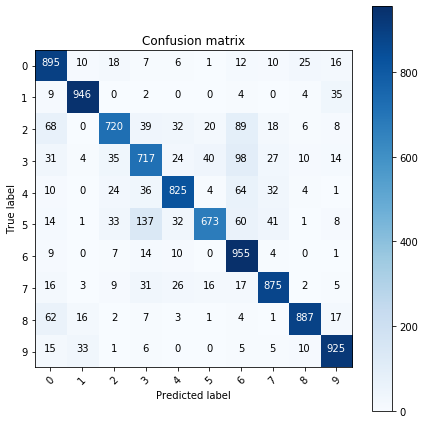 Confusion matrix
0 895 10 18 7 6 1 12 10 25 16
1 9 946 0 2 0 0 4 0 4 35
2 68 0 720 39 32 20 89 18 6 8
3 31 4 35 717 24 40 98 27 10 14
4 10 0 24 36 825 4 64 32 4 1
5 14 1 33 137 32 673 60 41 1 8
6 9 0 7 14 10 0 955 4 0 1
7 16 3 9 31 26 16 17 875 2 5
8 62 16 2 7 3 1 4 1 887 17
9 15 33 1 6 0 0 5 5 10 925
0 1 2 3 4 5 6 7 8 9
True label
Predicted label
800
600
400
200
0